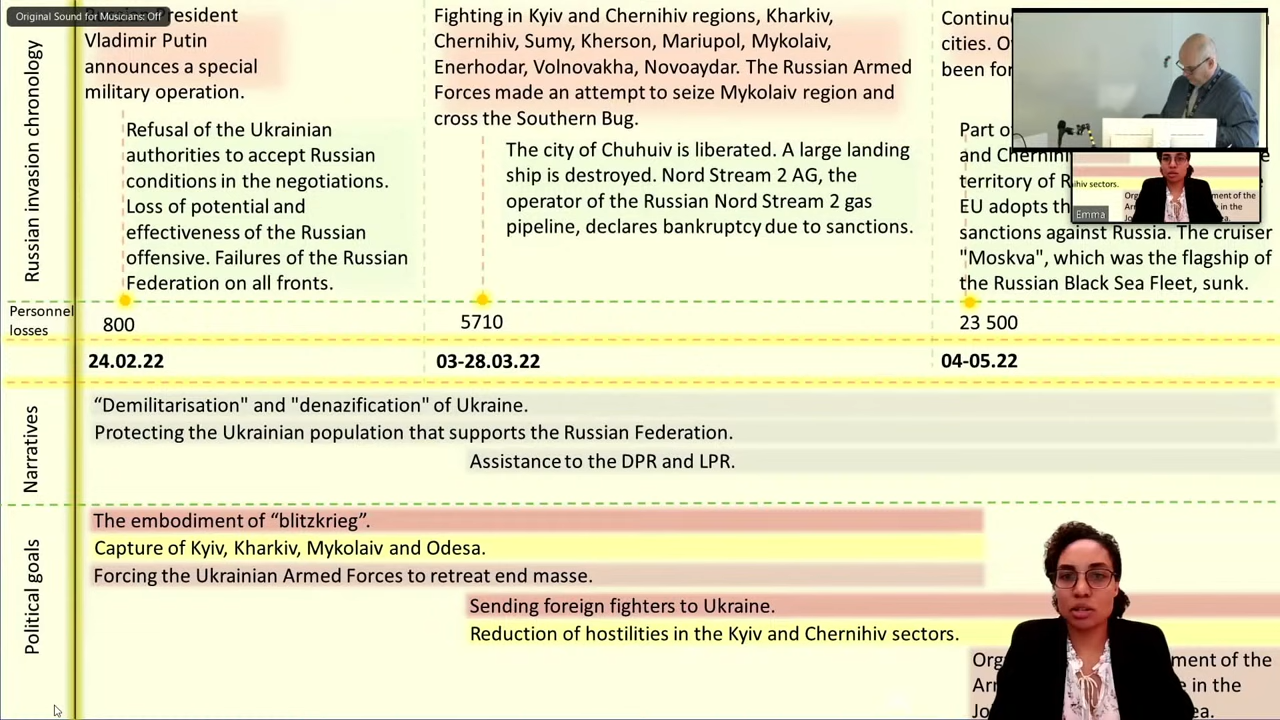 Original Sound for Musicians: Off
President
Vladimir Putin
announces a special
military operation.
Refusal of the Ukrainian
authorities to accept Russian
conditions in the negotiations.
Loss of potential and
effectiveness of the Russian
offensive. Failures of the Russian
Federation on all fronts.
Fighting in Kyiv and Chernihiv regions, Kharkiv,
Chernihiv, Sumy, Kherson, Mariupol, Mykolaiv,
Enerhodar, Volnovakha, Novoaydar. The Russian Armed
Forces made an attempt to seize Mykolaiv region and
cross the Southern Bug.
The city of Chuhuiv is liberated. A large landing
ship is destroyed. Nord Stream 2 AG, the
operator of the Russian Nord Stream 2 gas
pipeline, declares bankruptcy due to sanctions.
cities.
been
Part
and
territory of
EU adopts
sanctions against Russia. The cruiser
"Moskva", which was the flagship of
the Russian Black Sea Fleet, sunk.
sectors.
Emma
Russian invasion chronology
Personnel
losses
800
5710
23 500
24.02.22
03-28.03.22
04-05.22
Narratives
“Demilitarisation" and "denazification" of Ukraine.
Protecting the Ukrainian population that supports the Russian Federation.
Assistance to the DPR and LPR.
Political goals
The embodiment of “blitzkrieg”.
Capture of Kyiv, Kharkiv, Mykolaiv and Odesa.
Forcing the Ukrainian Armed Forces to retreat end masse.
Sending foreign fighters to Ukraine.
Reduction of hostilities in the Kyiv and Chernihiv sectors.
of the
in the